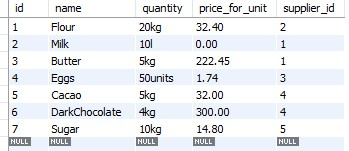 id name quantity price_for_unit supplier_id
1 Flour 20kg 32.40 2
2 Milk 10l 0.00 1
3 Butter 5kg 222.45 1
4 Eggs 50units 1.74 3
5 Cacao 5kg 32.00 4
6 DarkChocolate 4kg 300.00 4
7 Sugar 10kg 14.80 5
NULL NULL NULL NULL NULL